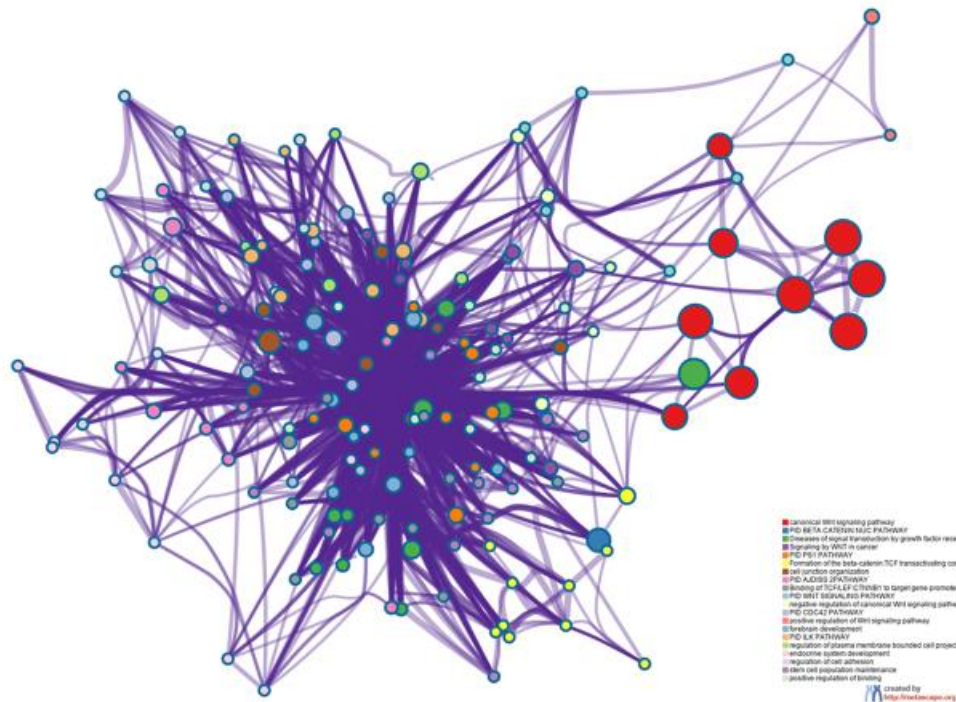 canonical Wnt signaling pathway
PID BETA CATENIN NUC PATHWAY
Diseases of signal transduction by growth factor rece
Signaling by WNT in cancer
PID PS1 PATHWAY
Formation of the beta-catenin:TCF transactivating con
cell junction organization
PID AJDISS 2PATHWAY
Binding of TCF/LEF:CTNNB1 to target gene promote
PID WNT SIGNALING PATHWAY
negative regulation of canonical Wnt signaling pathwa
PID CDC42 PATHWAY
positive regulation of Wnt signaling pathway
forebrain development
PID ILK PATHWAY
regulation of plasma membrane bounded cell project
endocrine system development
regulation of cell adhesion
stem cell population maintenance
positive regulation of binding
created by
http://metascape.org